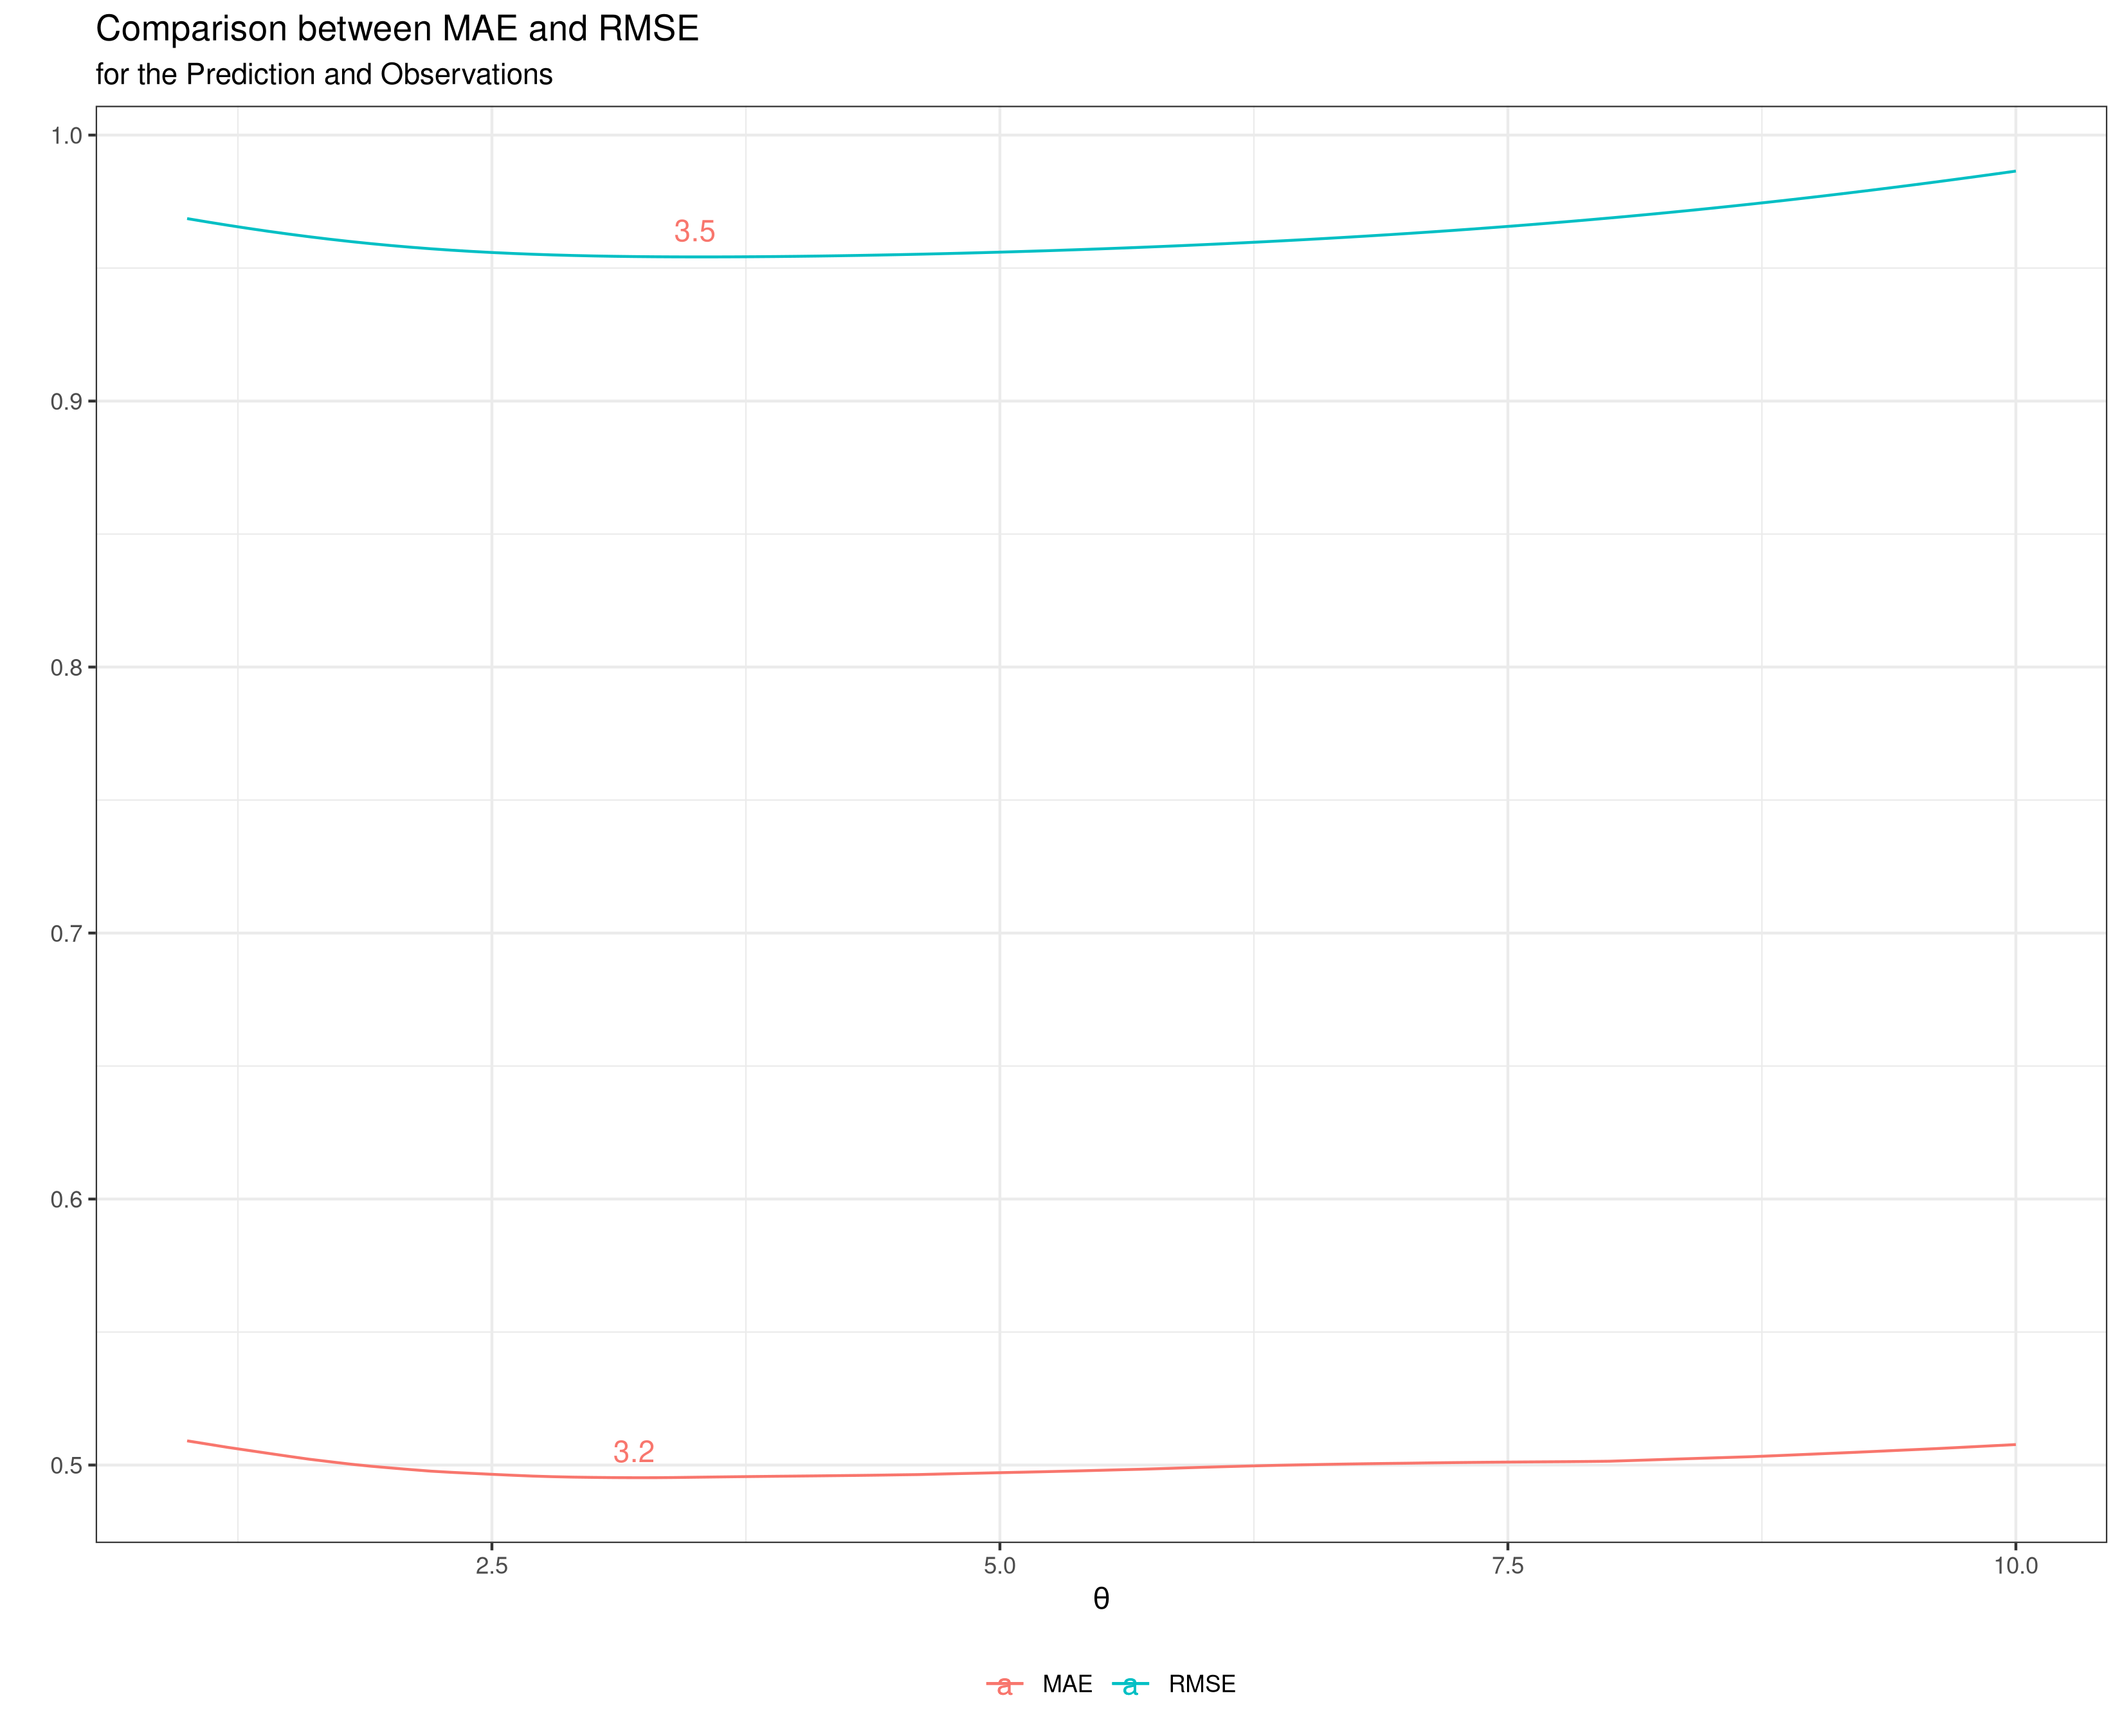 Comparison between MAE and RMSE
for the Prediction and Observations
1.0
0.9
0.8
0.7
0.6
0.5
3.5
3.2
2.5 5.0 7.5 10.0
θ
a MAE a RMSE